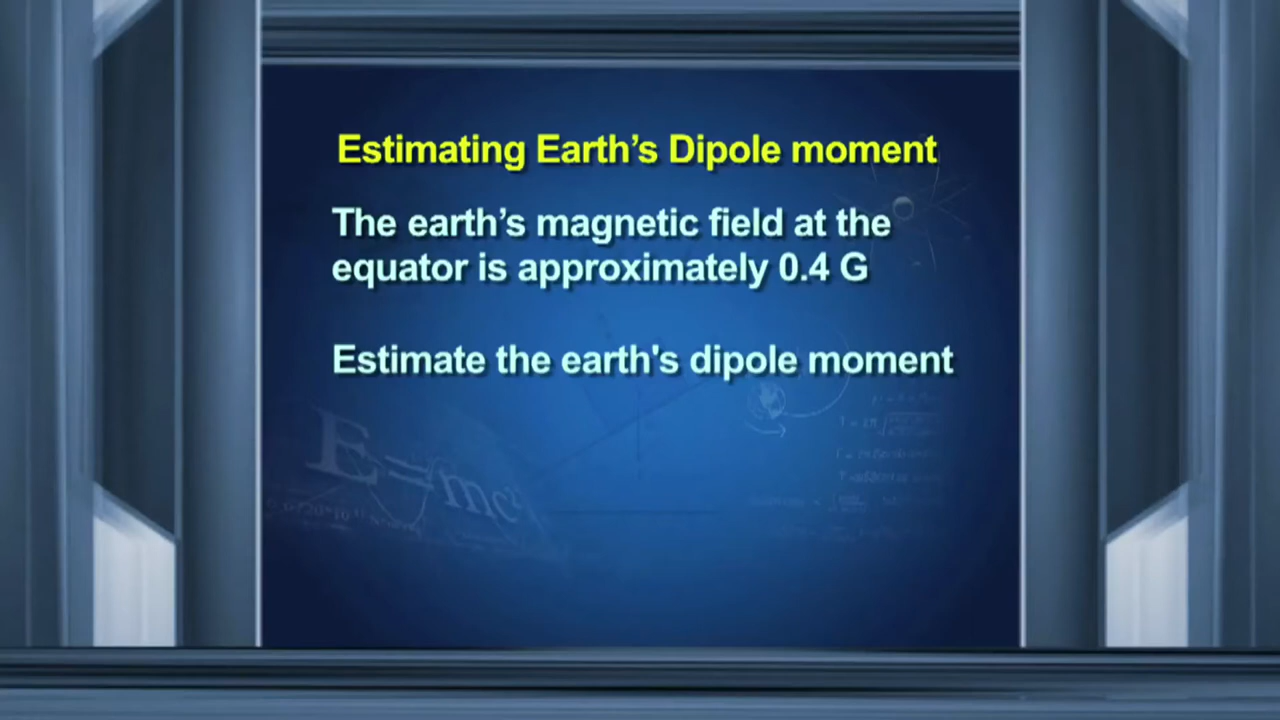 Estimating Earth’s Dipole moment
The earth’s magnetic field at the
equator is approximately 0.4 G
Estimate the earth's dipole moment
E=mc²